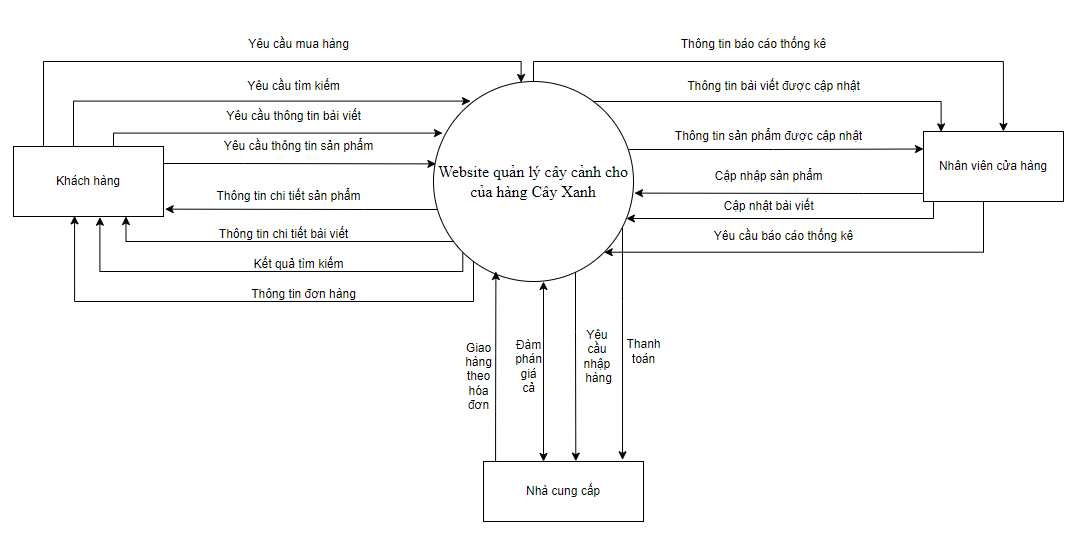 Yêu cầu mua hàng
Thông tin báo cáo thống kê
Yêu cầu tìm kiếm
Thông tin bài viết được cập nhật
Yêu cầu thông tin bài viết
Thông tin sản phẩm được cập nhật
Yêu cầu thông tin sản phẩm
Khách hàng
Website quản lý cây cảnh cho
của hàng Cây Xanh
Nhân viên cửa hàng
Cập nhập sản phẩm
Thông tin chi tiết sản phẩm
Cập nhật bài viết
Thông tin chi tiết bài viết
Yêu cầu báo cáo thống kê
Kết quả tìm kiếm
Thông tin đơn hàng
Giao
hàng
theo
hóa
đơn
Đàm
phán
giá
cả
Yêu
cầu
nhập
hàng
Thanh
toán
Nhà cung cấp